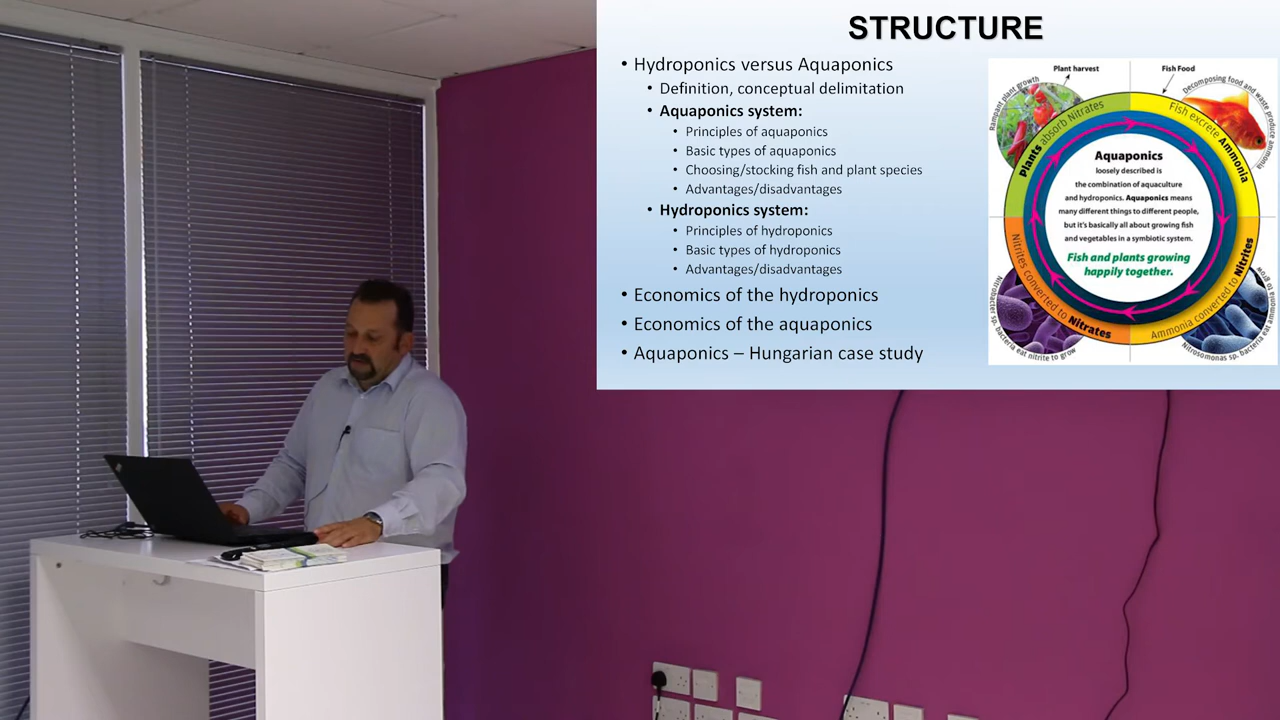 STRUCTURE
• Hydroponics versus Aquaponics
• Definition, conceptual delimitation
• Aquaponics system:
• Principles of aquaponics
• Basic types of aquaponics
• Choosing/stocking fish and plant species
• Advantages/disadvantages
• Hydroponics system:
• Principles of hydroponics
• Basic types of hydroponics
• Advantages/disadvantages
• Economics of the hydroponics
• Economics of the aquaponics
• Aquaponics – Hungarian case study
Plant harvest
Fish Food
Rampant plant growth
Decomposing food and waste produce ammonia
Plants absorb Nitrates
Fish excrete Ammonia
Aquaponics
loosely described is
the combination of aquaculture
and hydroponics. Aquaponics means
many different things to different people,
but it's basically all about growing fish
and vegetables in a symbiotic system.
Fish and plants growing
happily together.
Nitrites converted to Nitrates
Ammonia converted to Nitrites
Nitrobacter sp. bacteria eat nitrite to grow
Nitrosomonas sp. bacteria eat ammonia to grow